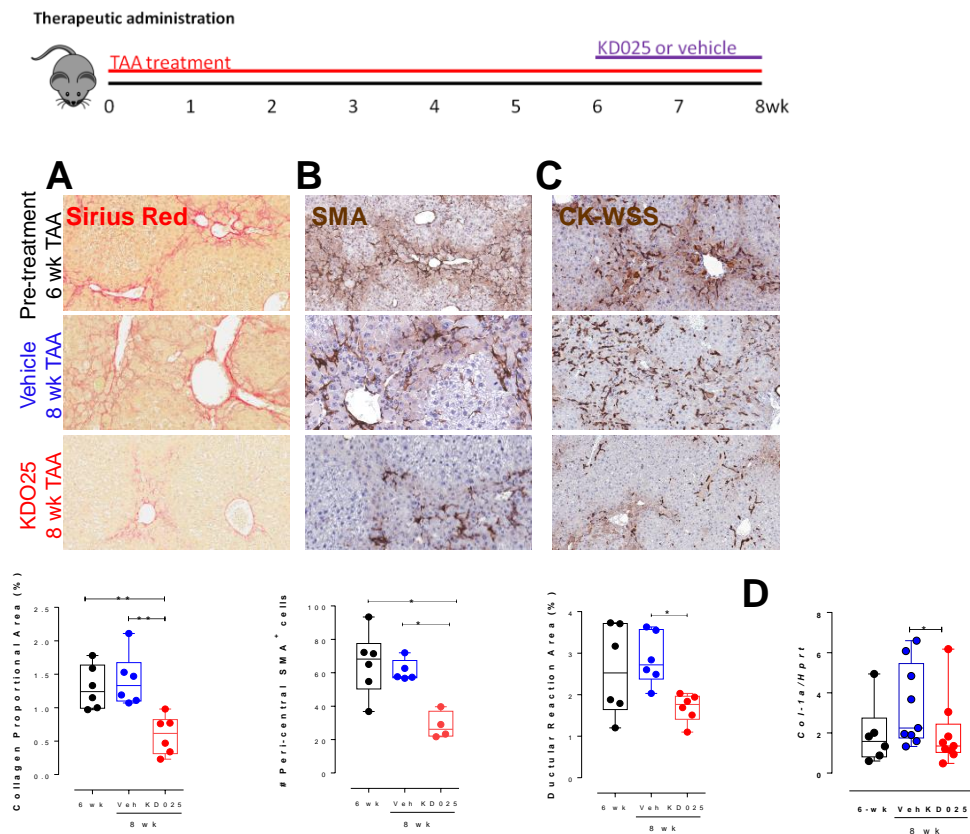 Therapeutic administration
KD025 or vehicle
TAA treatment
0 1 2 3 4 5 6 7 8wk
A B C
Pre-treatment
6 wk TAA
Sirius Red SMA CK-WSS
Vehicle
8 wk TAA
KDO25
8 wk TAA
Collagen Proportional Area (%)
2.5
2.0
1.5
1.0
0.5
0.0
**
**
6 wk Veh KD025
8 wk
# Peri-central SMA+ cells
100
80
60
40
20
0
*
*
6 wk Veh KD025
8 wk
Ductular Reaction Area (%)
4
3
2
1
0
*
6 wk Veh KD025
8 wk
D
Col-1a/Hprt
8
6
4
2
0
*
6-wk Veh KD025
8 wk